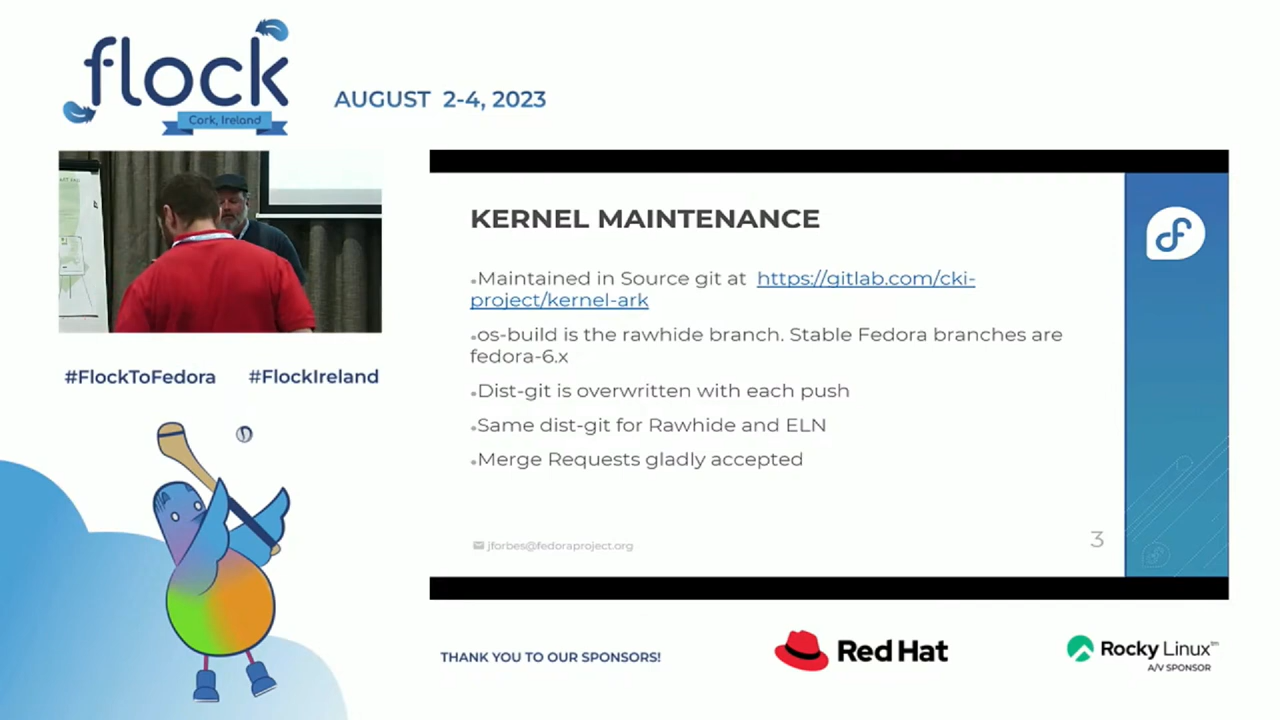 flock
Cork, Ireland
AUGUST 2-4, 2023
#FlockToFedora #FlockIreland
KERNEL MAINTENANCE
•Maintained in Source git at https://gitlab.com/cki-
project/kernel-ark
•os-build is the rawhide branch. Stable Fedora branches are
fedora-6.x
•Dist-git is overwritten with each push
•Same dist-git for Rawhide and ELN
•Merge Requests gladly accepted
jforbes@fedoraproject.org
3
THANK YOU TO OUR SPONSORS!
Red Hat
Rocky Linux™
A/V SPONSOR